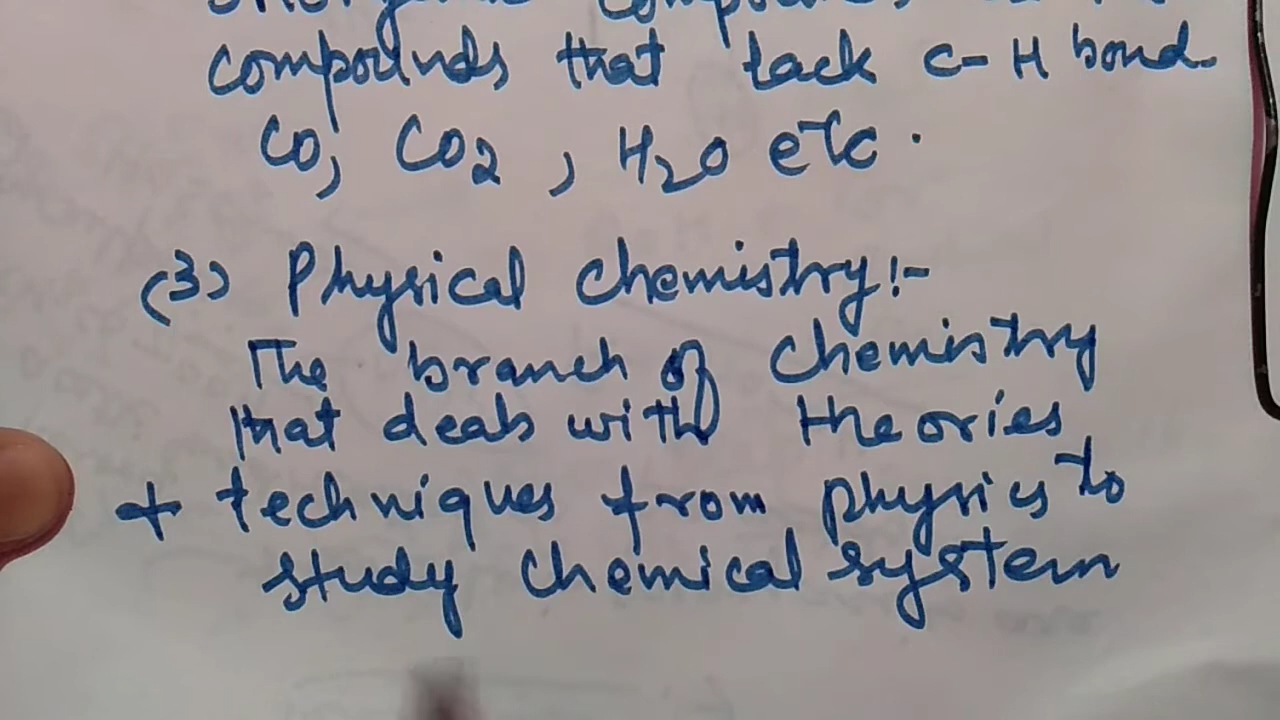 compounds that lack C-H bond.
CO, CO2, H2O etc.
(3) Physical chemistry:-
The branch of chemistry
that deals with theories
+ techniques from physics to
study chemical system